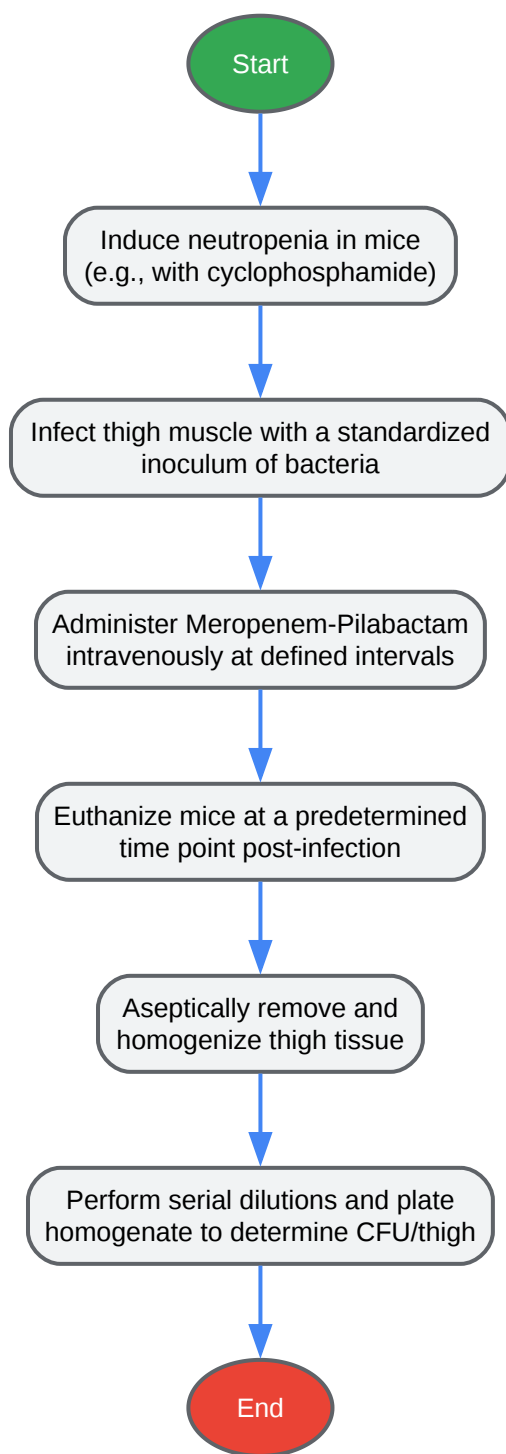 Start
Induce neutropenia in mice
(e.g., with cyclophosphamide)
Infect thigh muscle with a standardized
inoculum of bacteria
Administer Meropenem-Pilabactam
intravenously at defined intervals
Euthanize mice at a predetermined
time point post-infection
Aseptically remove and
homogenize thigh tissue
Perform serial dilutions and plate
homogenate to determine CFU/thigh
End